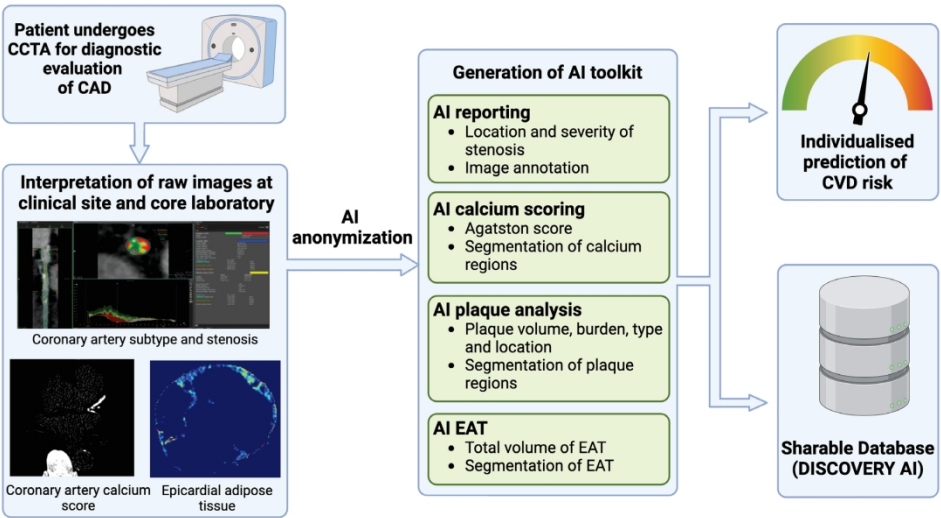 Patient undergoes
CCTA for diagnostic
evaluation
of CAD
Interpretation of raw images at
clinical site and core laboratory
Coronary artery subtype and stenosis
Coronary artery calcium
score
Epicardial adipose
tissue
AI
anonymization
Generation of AI toolkit
AI reporting
• Location and severity of
stenosis
• Image annotation
AI calcium scoring
• Agatston score
• Segmentation of calcium
regions
AI plaque analysis
• Plaque volume, burden, type
and location
• Segmentation of plaque
regions
AI EAT
• Total volume of EAT
• Segmentation of EAT
Individualised
prediction of
CVD risk
Sharable Database
(DISCOVERY AI)